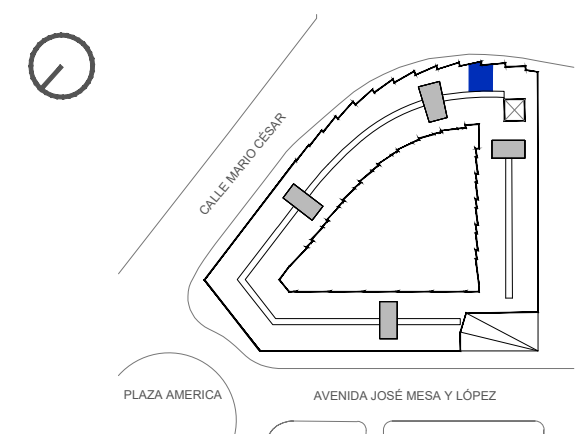 CALLE MARIO CÉSAR
PLAZA AMERICA
AVENIDA JOSÉ MESA Y LÓPEZ